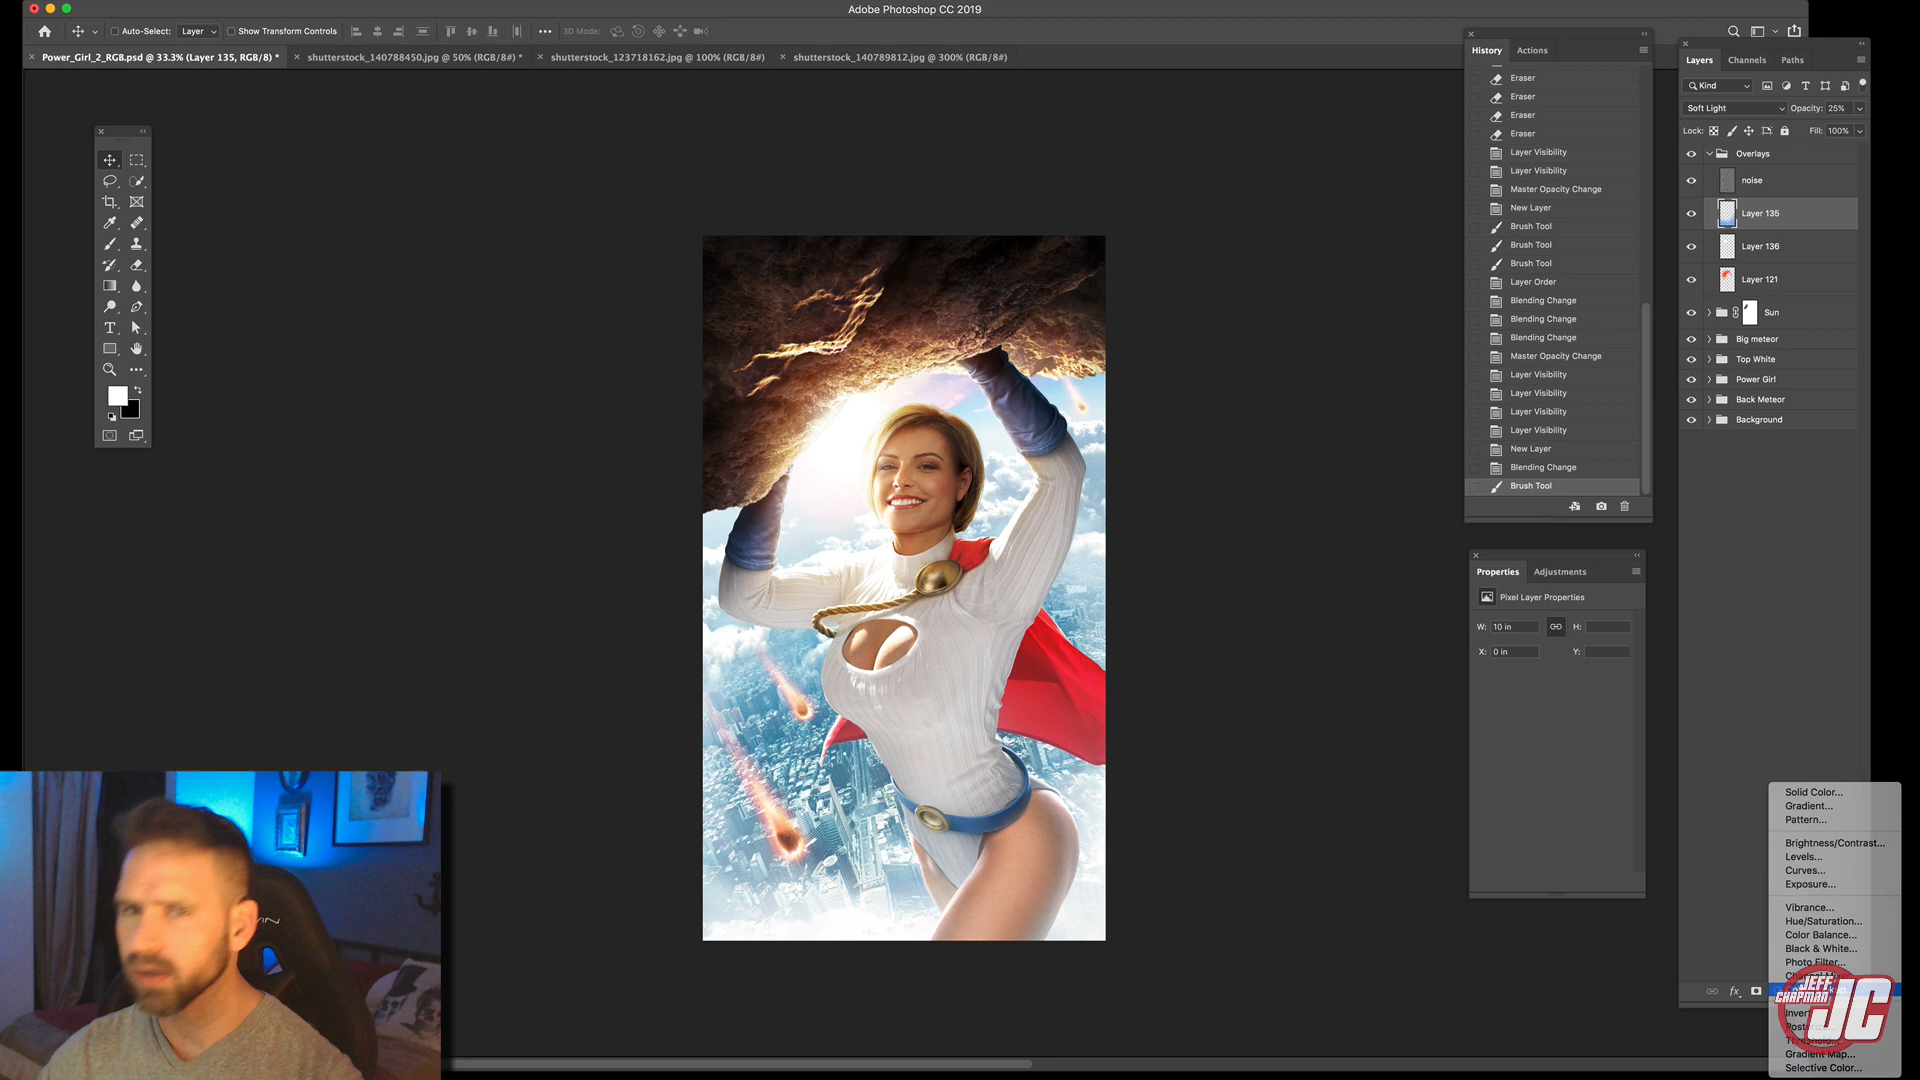 Adobe Photoshop CC 2019
Auto-Select:
Layer
Show Transform Controls
3D Mode:
Power_Girl_2_RGB.psd @ 33.3% (Layer 135, RGB/8) *
shutterstock_140788450.jpg @ 50% (RGB/8#) *
shutterstock_123718162.jpg @ 100% (RGB/8#)
shutterstock_140789812.jpg @ 300% (RGB/8#)
History
Actions
Eraser
Eraser
Eraser
Eraser
Layer Visibility
Layer Visibility
Master Opacity Change
New Layer
Brush Tool
Brush Tool
Brush Tool
Layer Order
Blending Change
Blending Change
Blending Change
Master Opacity Change
Layer Visibility
Layer Visibility
Layer Visibility
Layer Visibility
New Layer
Blending Change
Brush Tool
Properties
Adjustments
Pixel Layer Properties
W: 10 in
H:
X: 0 in
Y:
Layers
Channels
Paths
Kind
Soft Light
Opacity: 25%
Lock:
Fill: 100%
Overlays
noise
Layer 135
Layer 136
Layer 121
Sun
Big meteor
Top White
Power Girl
Back Meteor
Background
fx
Solid Color...
Gradient...
Pattern...
Brightness/Contrast...
Levels...
Curves...
Exposure...
Vibrance...
Hue/Saturation...
Color Balance...
Black & White...
Photo Filter...
JEFF
CHAPMAN
JC
Invert
Threshold...
Gradient Map...
Selective Color...